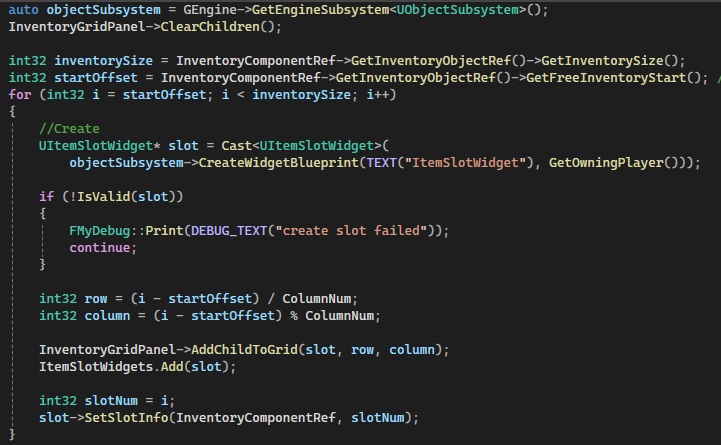 auto objectSubsystem = GEngine->GetEngineSubsystem<UObjectSubsystem>();
InventoryGridPanel->ClearChildren();
int32 inventorySize = InventoryComponentRef->GetInventoryObjectRef()->GetInventorySize();
int32 startOffset = InventoryComponentRef->GetInventoryObjectRef()->GetFreeInventoryStart(); /
for (int32 i = startOffset; i < inventorySize; i++)
{
//Create
UItemSlotWidget* slot = Cast<UItemSlotWidget>(
objectSubsystem->CreateWidgetBlueprint(TEXT("ItemSlotWidget"), GetOwningPlayer()));
if (!IsValid(slot))
{
FMyDebug::Print(DEBUG_TEXT("create slot failed"));
continue;
}
int32 row = (i - startOffset) / ColumnNum;
int32 column = (i - startOffset) % ColumnNum;
InventoryGridPanel->AddChildToGrid(slot, row, column);
ItemSlotWidgets.Add(slot);
int32 slotNum = i;
slot->SetSlotInfo(InventoryComponentRef, slotNum);
}